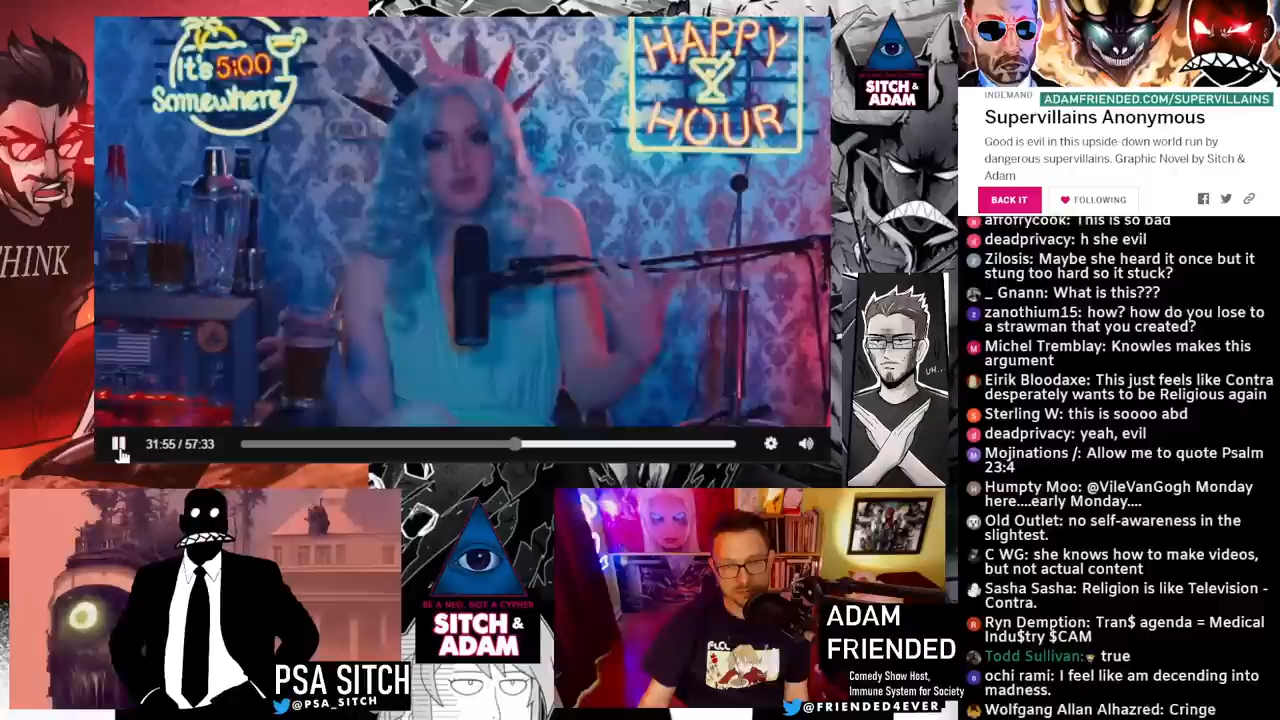 It's 5:00
Somewhere
HAPPY
HOUR
THINK
31:55 / 57:33
SITCH &
ADAM
UH...
INDEMAND
ADAMFRIENDED.COM/SUPERVILLAINS
Supervillains Anonymous
Good is evil in this upside-down world run by
dangerous supervillains. Graphic Novel by Sitch &
Adam
BACK IT
FOLLOWING
affoffycook: This is so bad
deadprivacy: h she evil
Zilosis: Maybe she heard it once but it
stung too hard so it stuck?
_ Gnann: What is this???
zanothium15: how? how do you lose to
a strawman that you created?
Michel Tremblay: Knowles makes this
argument
Eirik Bloodaxe: This just feels like Contra
desperately wants to be Religious again
Sterling W: this is soooo abd
deadprivacy: yeah, evil
Mojinations /: Allow me to quote Psalm
23:4
Humpty Moo: @VileVanGogh Monday
here....early Monday....
Old Outlet: no self-awareness in the
slightest.
C WG: she knows how to make videos,
but not actual content
Sasha Sasha: Religion is like Television -
Contra.
Ryn Demption: Tran$ agenda = Medical
Indu$try $CAM
Todd Sullivan: true
ochi rami: I feel like am decending into
madness.
Wolfgang Allan Alhazred: Cringe
PSA SITCH
@PSA_SITCH
BE A NEO, NOT A CYPHER
SITCH &
ADAM
ADAM
FRIENDED
Comedy Show Host,
Immune System for Society
@FRIENDED4EVER